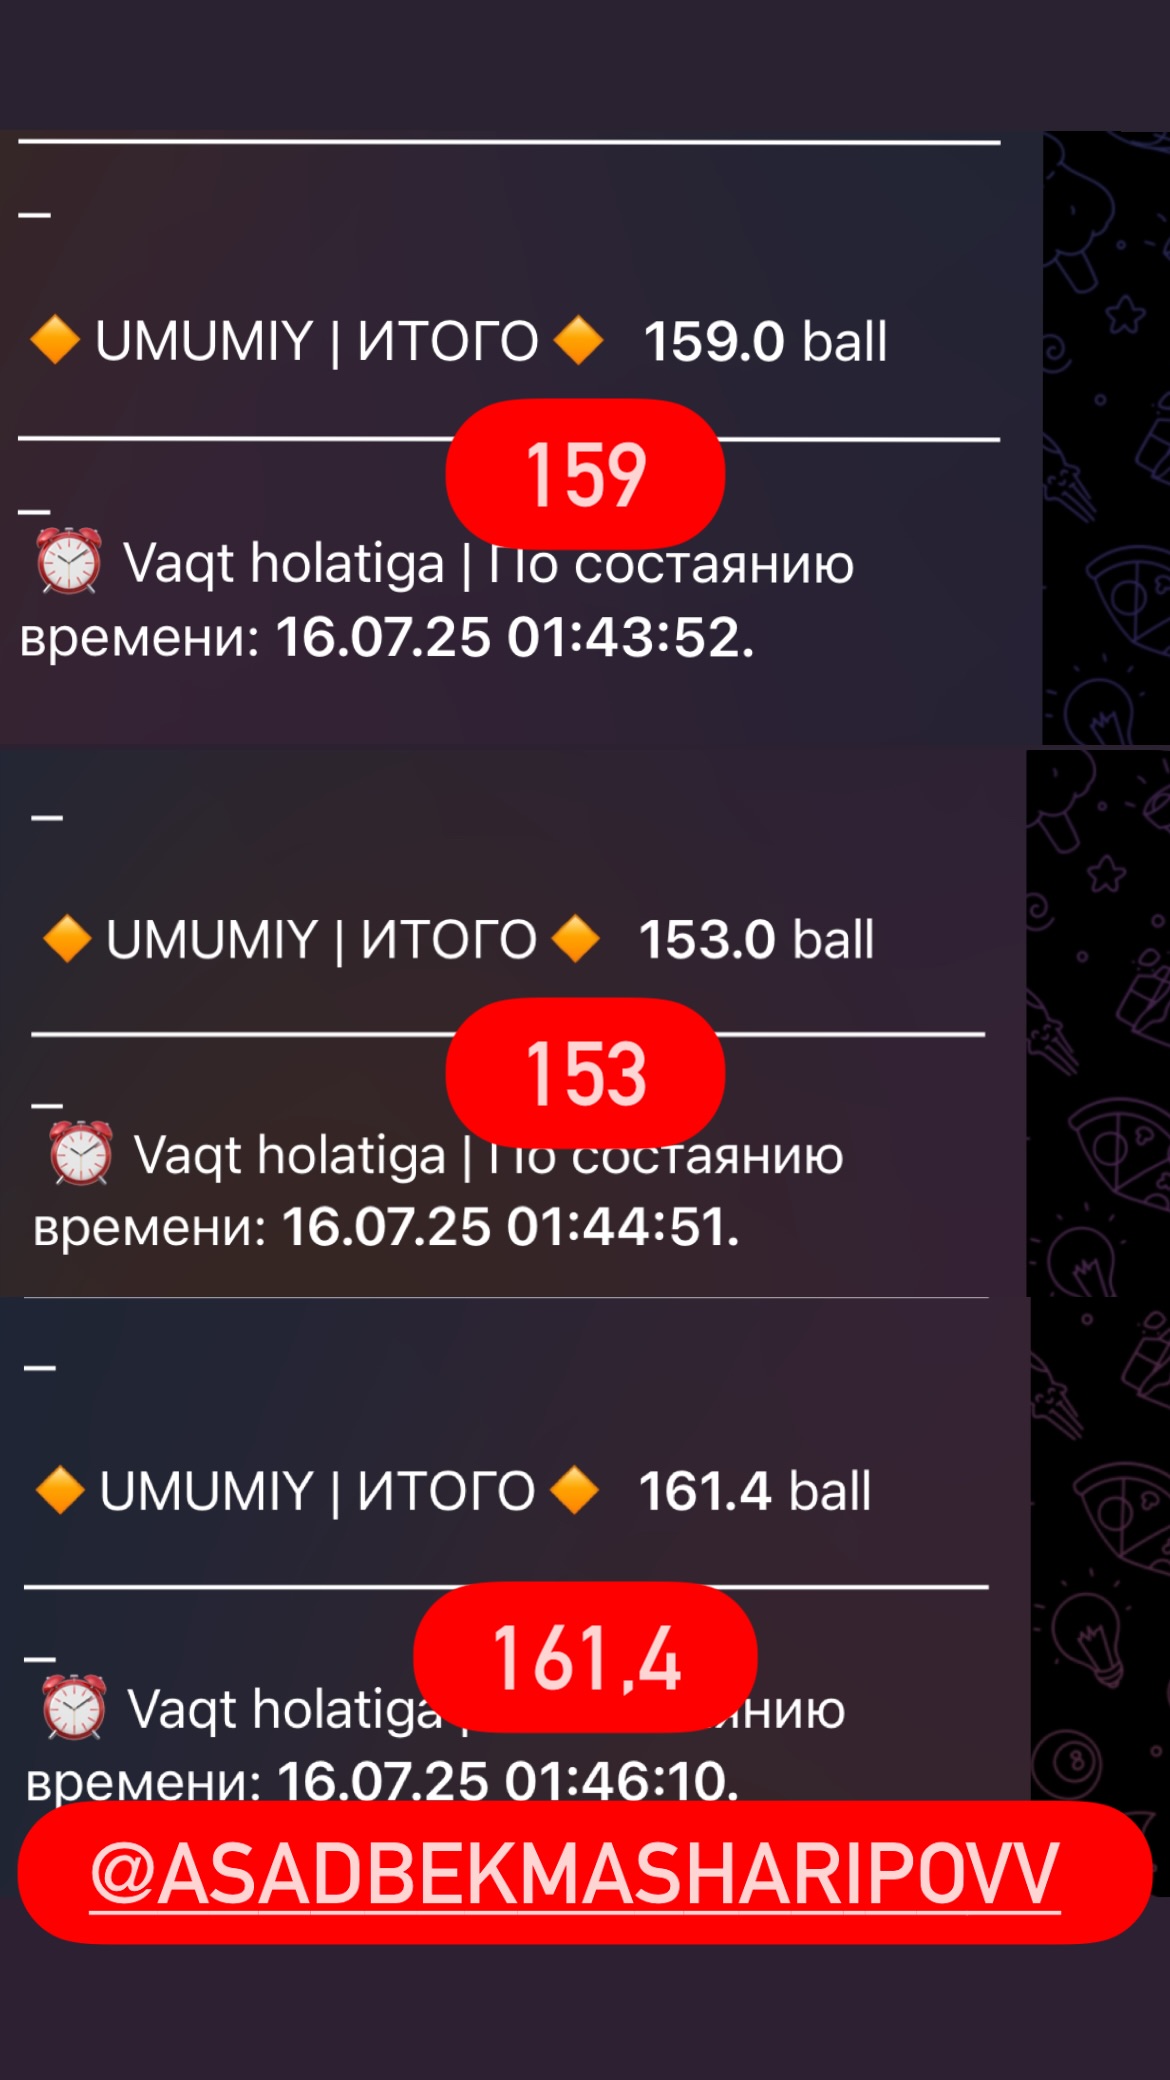 UMUMIY | ИТОГО 159.0 ball
159
Vaqt holatiga | По состаянию
времени: 16.07.25 01:43:52.
UMUMIY | ИТОГО 153.0 ball
153
Vaqt holatiga | По состаянию
времени: 16.07.25 01:44:51.
UMUMIY | ИТОГО 161.4 ball
161,4
Vaqt holatiga
времени: 16.07.25 01:46:10.
@ASADBEKMASHARIPOVV